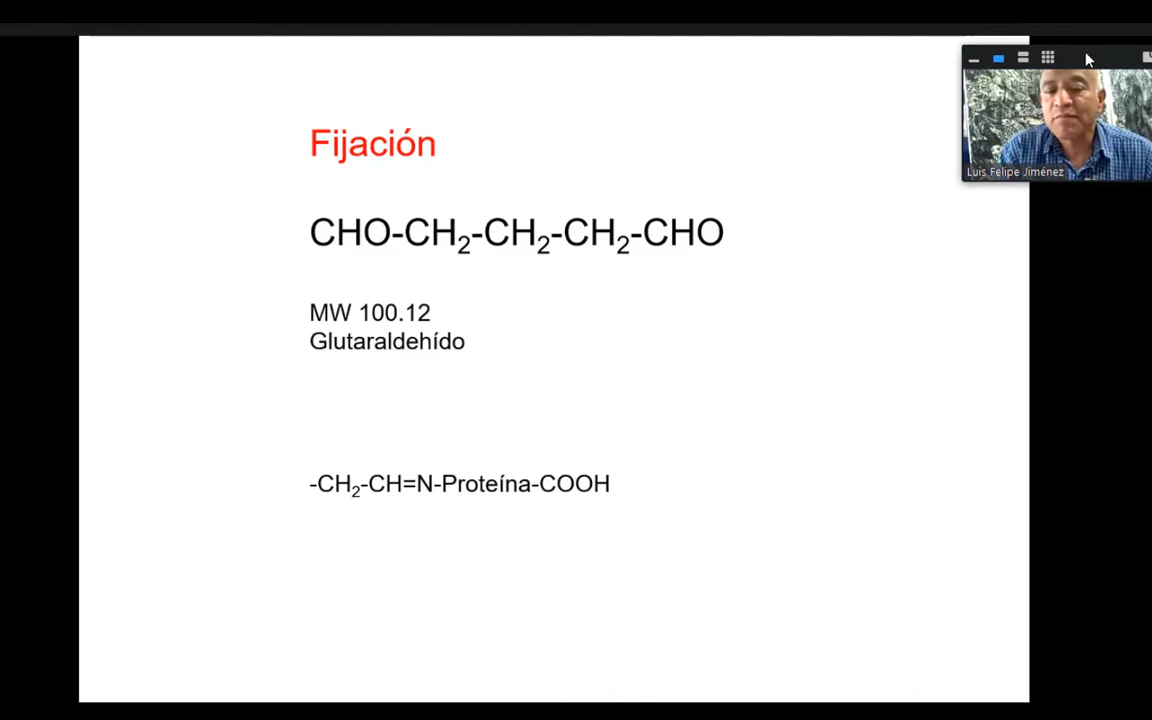 Fijación
CHO-CH₂-CH₂-CH₂-CHO
MW 100.12
Glutaraldehído
-CH₂-CH=N-Proteína-COOH
Luis Felipe Jiménez